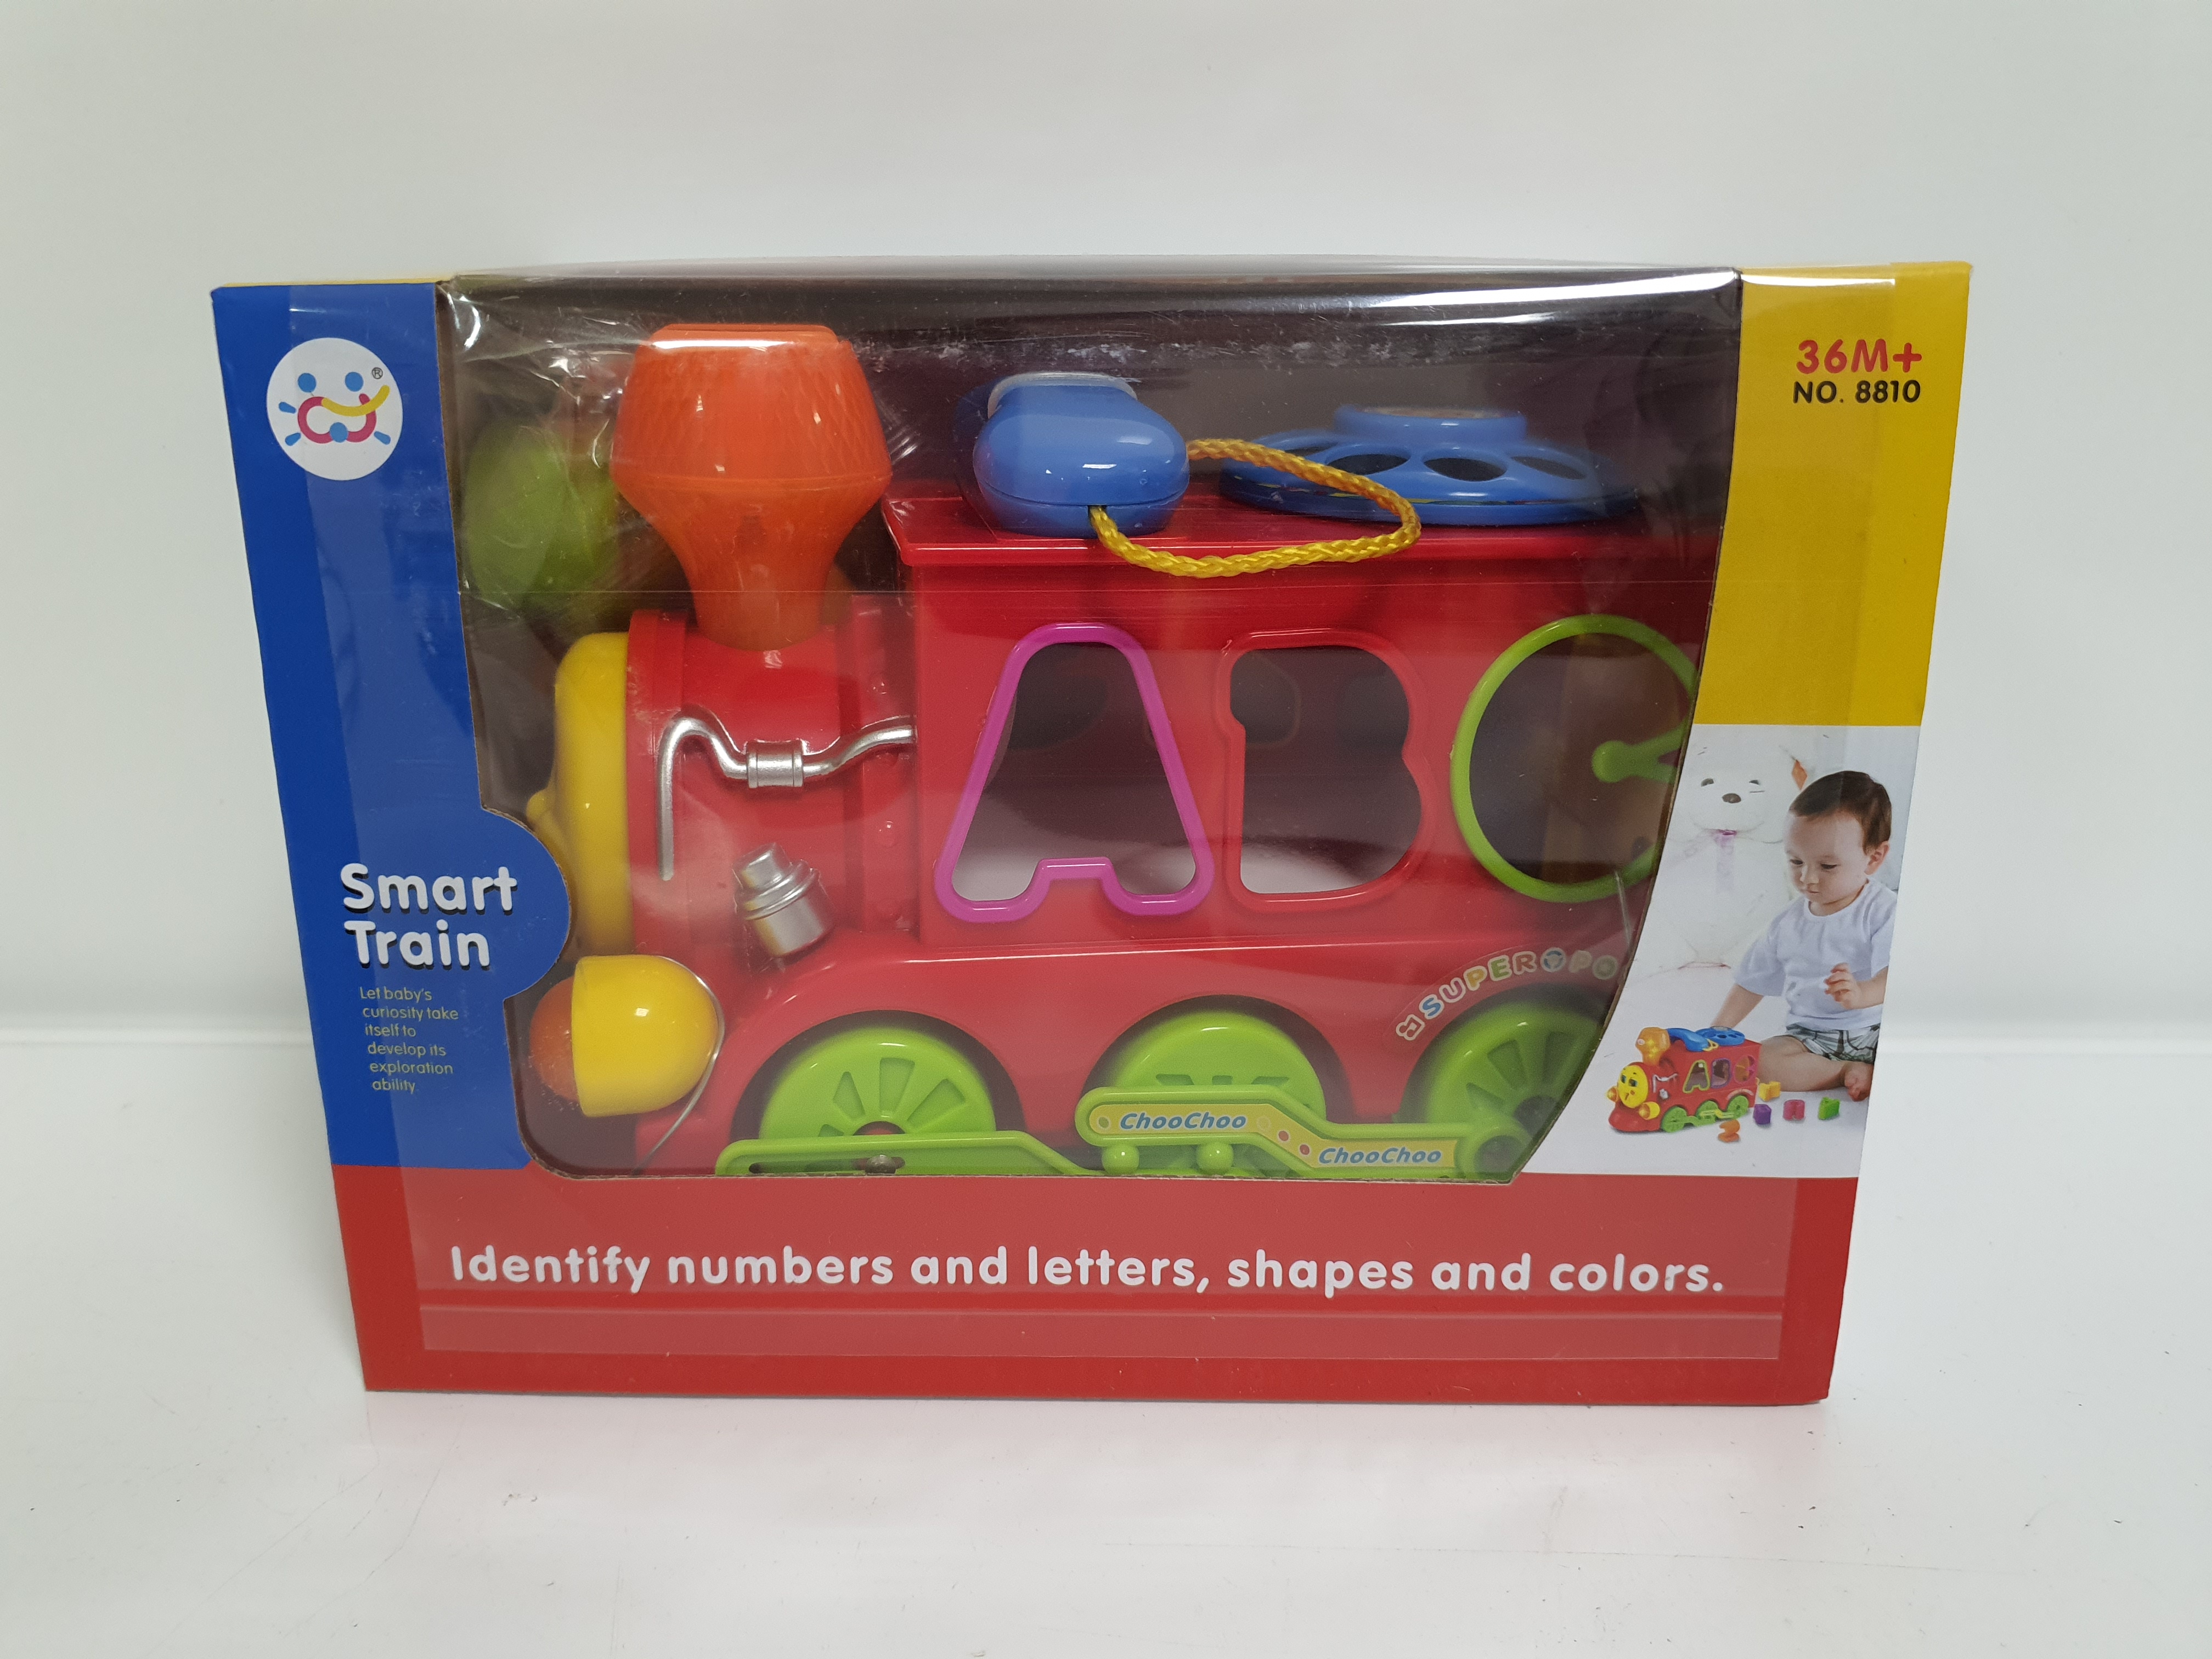 ®
36M+
NO. 8810
Smart
Train
Let baby's
curiosity take
itself to
develop its
exploration
ability.
A B
ChooChoo
ChooChoo
Identify numbers and letters, shapes and colors.